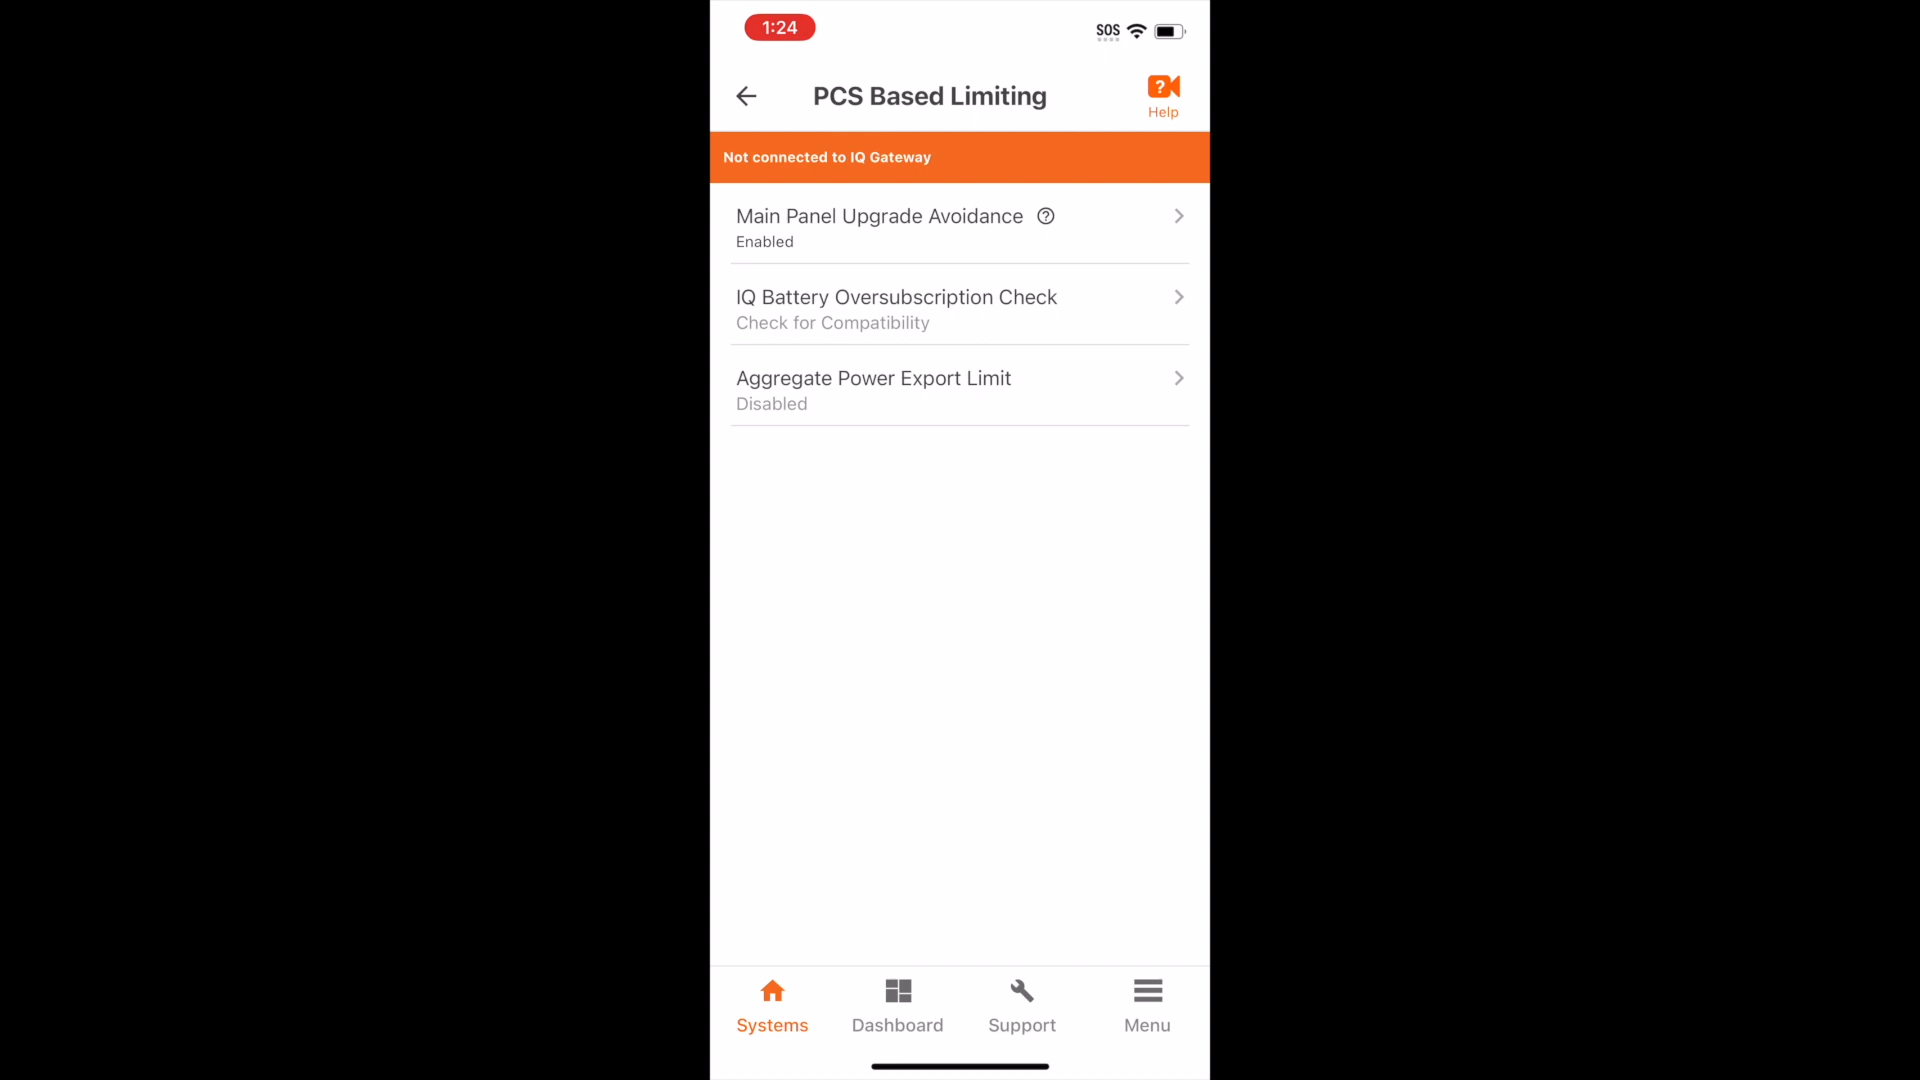 1:24
SOS
PCS Based Limiting
Help
Not connected to IQ Gateway
Main Panel Upgrade Avoidance
Enabled
IQ Battery Oversubscription Check
Check for Compatibility
Aggregate Power Export Limit
Disabled
Systems
Dashboard
Support
Menu